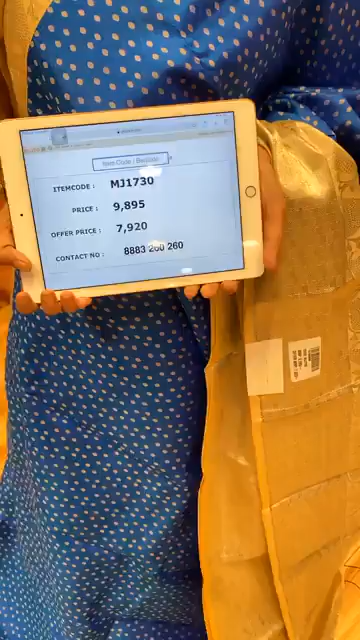 Item Code / Barcode
ITEMCODE : MJ1730
PRICE : 9,895
OFFER PRICE : 7,920
CONTACT NO : 8883 260 260